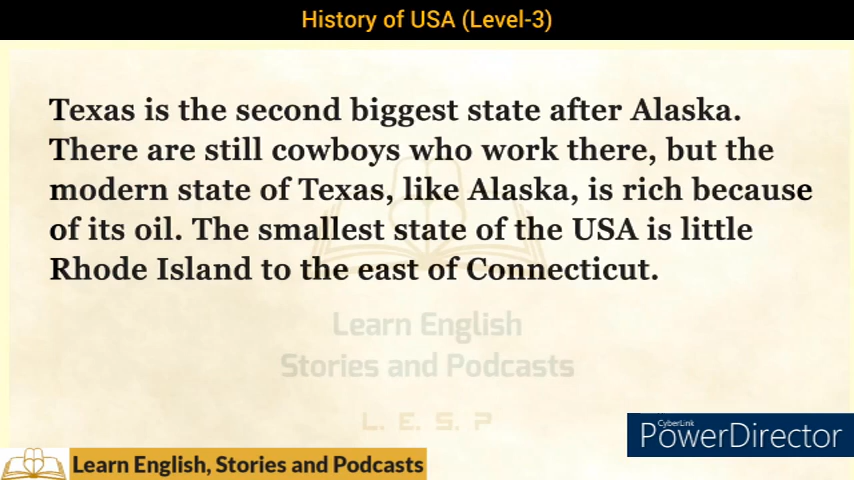 History of USA (Level-3)
Texas is the second biggest state after Alaska.
There are still cowboys who work there, but the
modern state of Texas, like Alaska, is rich because
of its oil. The smallest state of the USA is little
Rhode Island to the east of Connecticut.
Learn English
Stories and Podcasts
L. E. S. P
CyberLink
PowerDirector
Learn English, Stories and Podcasts